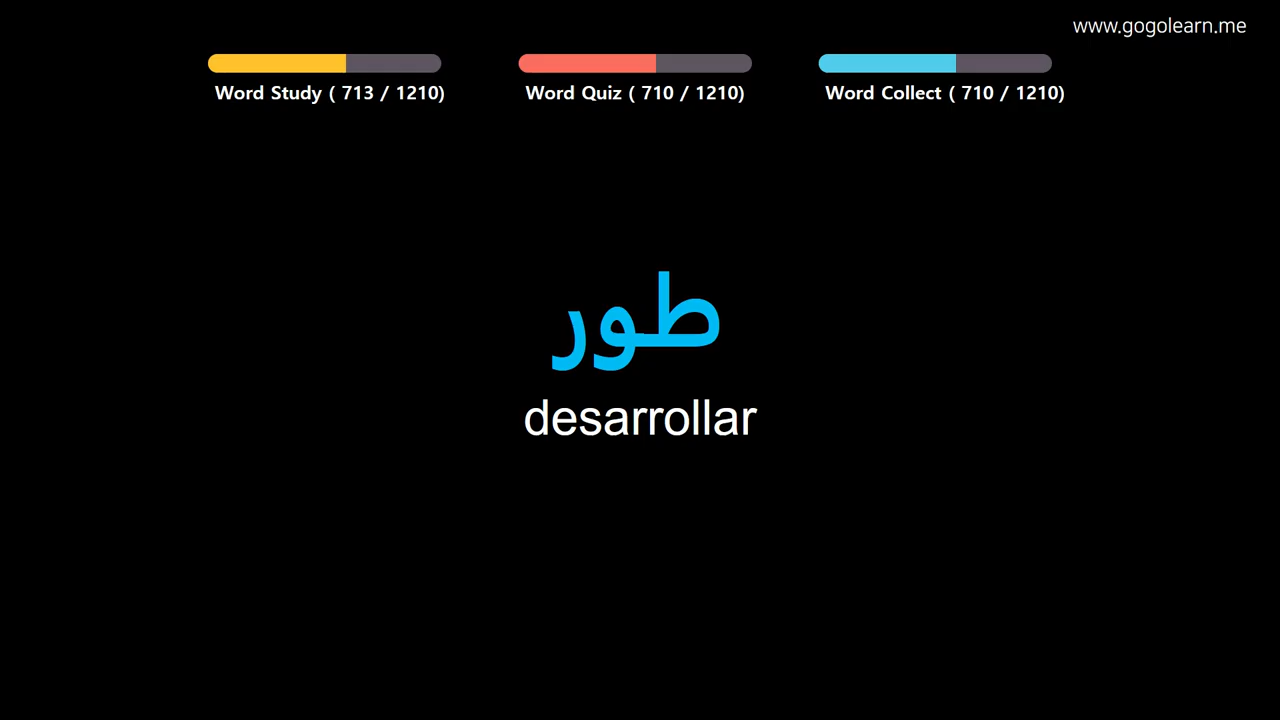 www.gogolearn.me
Word Study ( 713 / 1210)
Word Quiz ( 710 / 1210)
Word Collect ( 710 / 1210)
طور
desarrollar